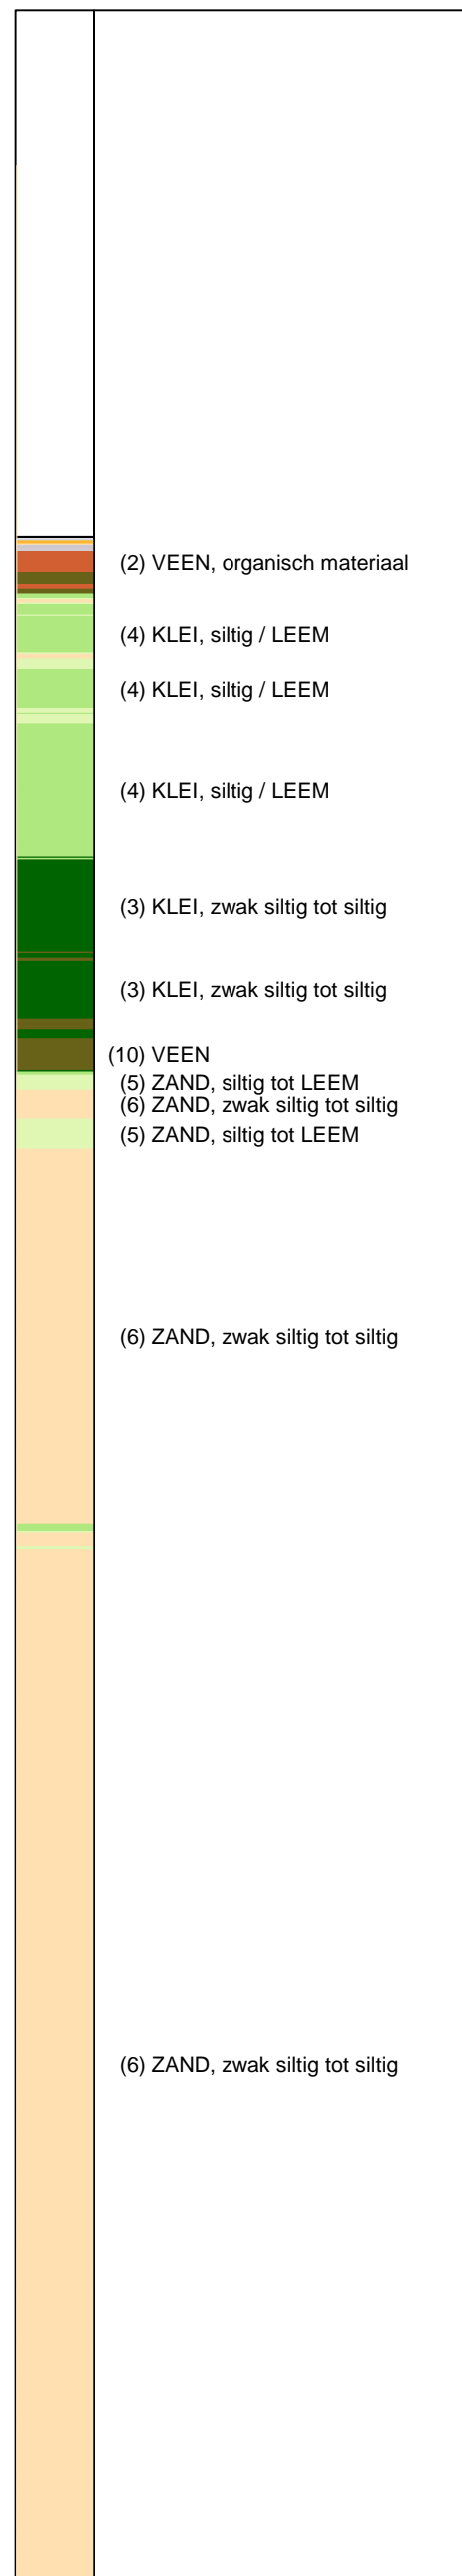 (2) VEEN, organisch materiaal
(4) KLEI, siltig / LEEM
(4) KLEI, siltig / LEEM
(4) KLEI, siltig / LEEM
(3) KLEI, zwak siltig tot siltig
(3) KLEI, zwak siltig tot siltig
(10) VEEN
(5) ZAND, siltig tot LEEM
(6) ZAND, zwak siltig tot siltig
(5) ZAND, siltig tot LEEM
(6) ZAND, zwak siltig tot siltig
(6) ZAND, zwak siltig tot siltig